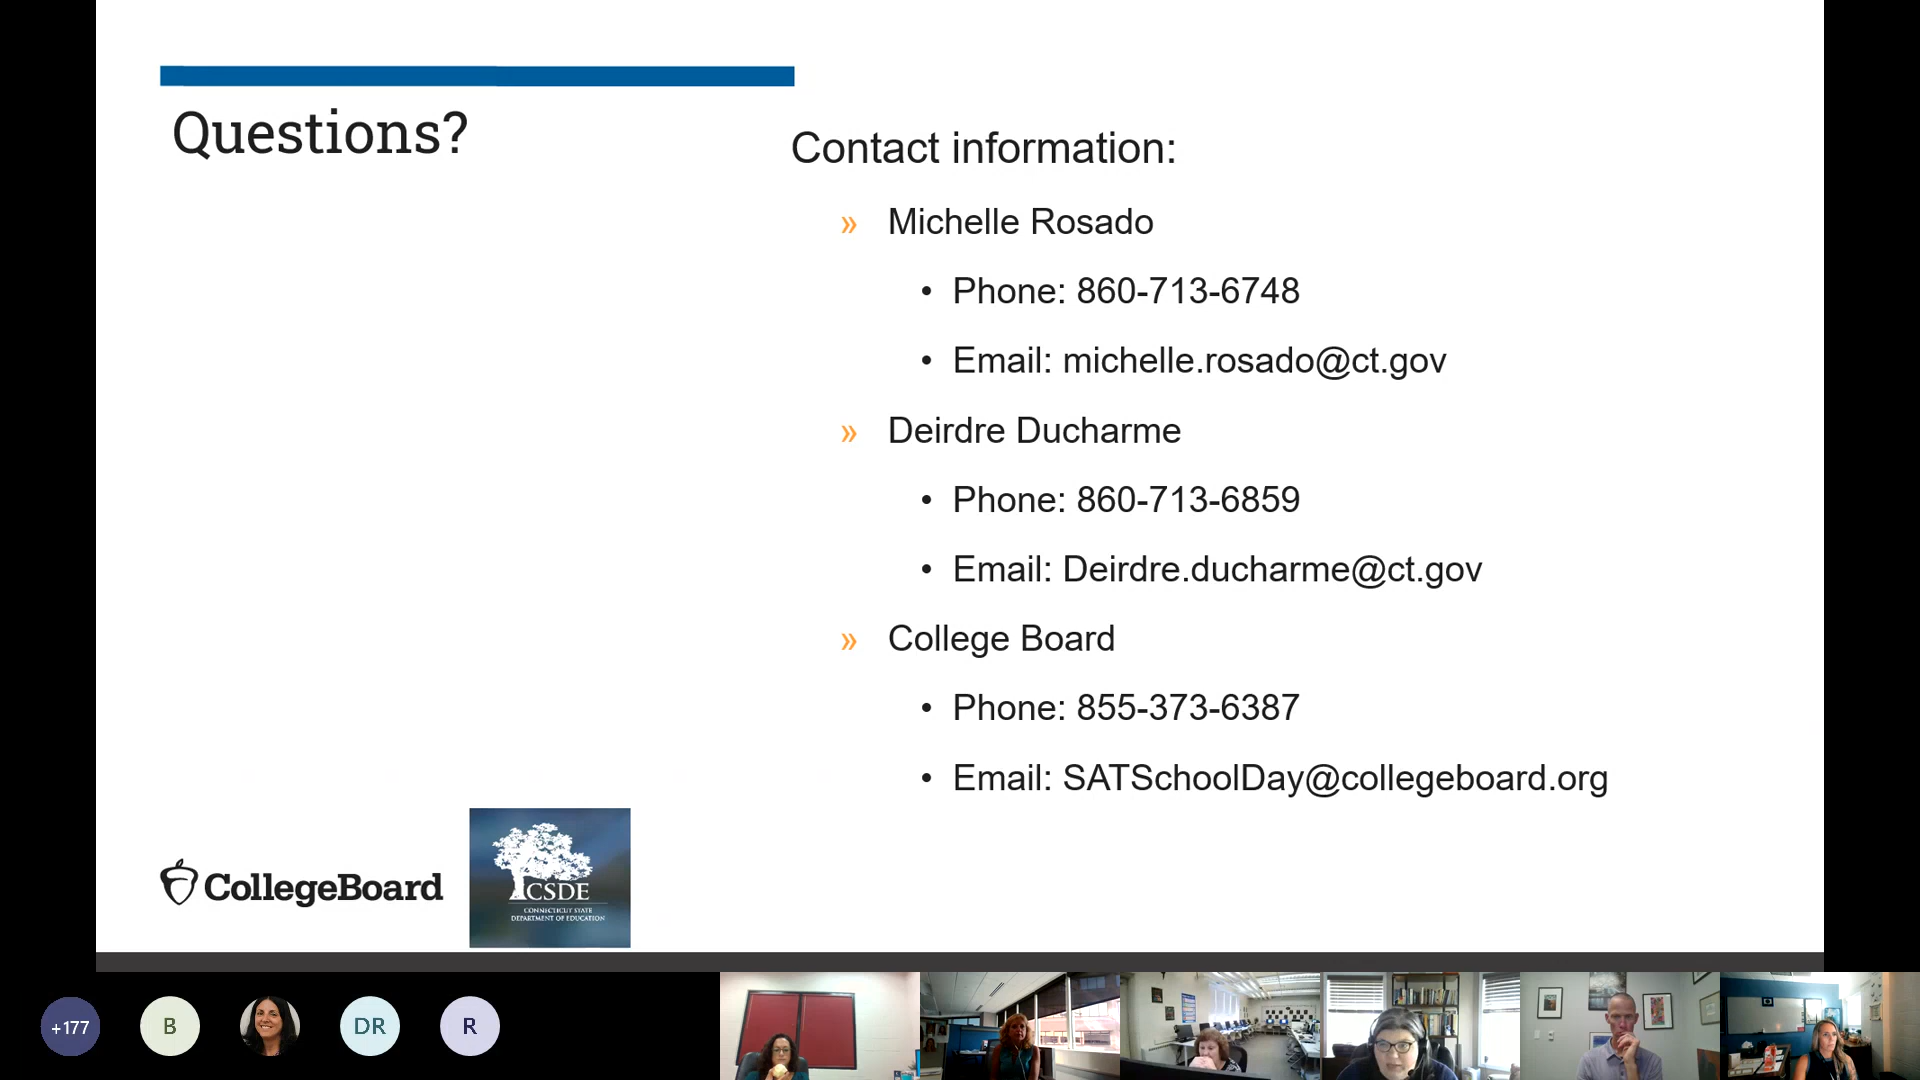 Questions?
Contact information:
» Michelle Rosado
• Phone: 860-713-6748
• Email: michelle.rosado@ct.gov
» Deirdre Ducharme
• Phone: 860-713-6859
• Email: Deirdre.ducharme@ct.gov
» College Board
• Phone: 855-373-6387
• Email: SATSchoolDay@collegeboard.org
CollegeBoard
CSDE
CONNECTICUT STATE
DEPARTMENT OF EDUCATION
+177
B
DR
R